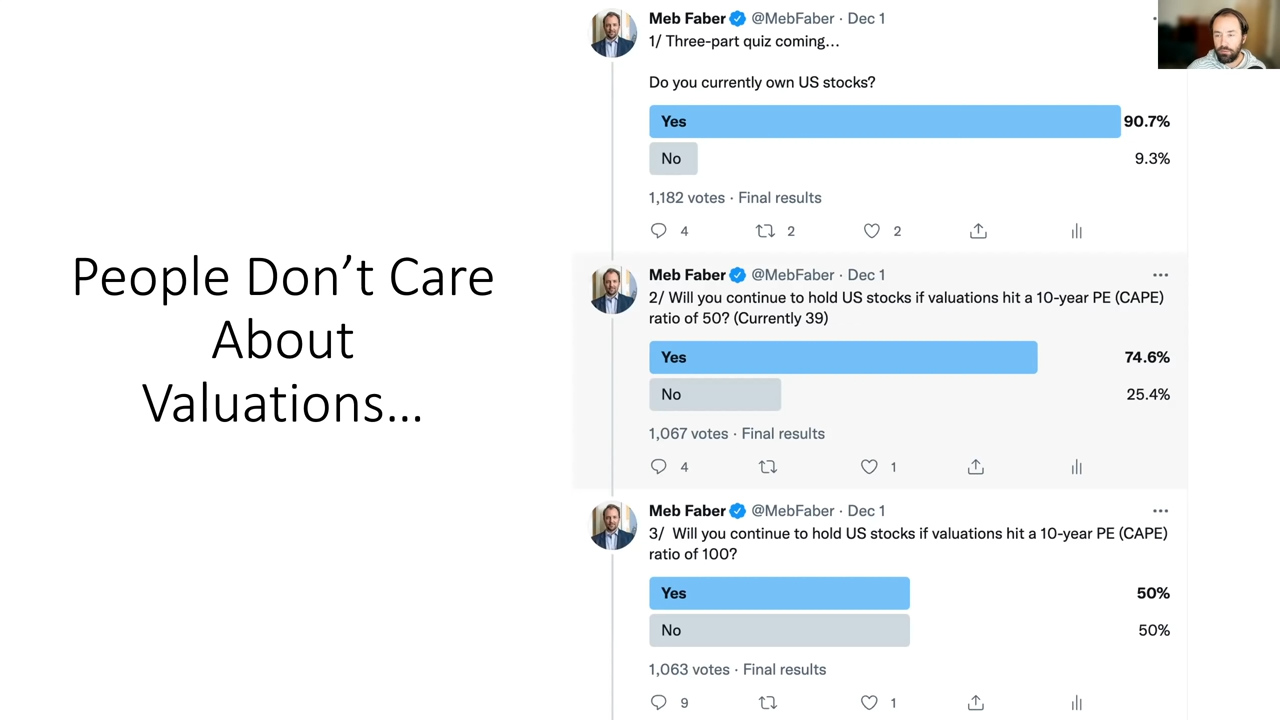 People Don’t Care
About
Valuations…
Meb Faber @MebFaber · Dec 1
1/ Three-part quiz coming…
Do you currently own US stocks?
Yes 90.7%
No 9.3%
1,182 votes · Final results
4 2 2
Meb Faber @MebFaber · Dec 1
2/ Will you continue to hold US stocks if valuations hit a 10-year PE (CAPE)
ratio of 50? (Currently 39)
Yes 74.6%
No 25.4%
1,067 votes · Final results
4 1
Meb Faber @MebFaber · Dec 1
3/ Will you continue to hold US stocks if valuations hit a 10-year PE (CAPE)
ratio of 100?
Yes 50%
No 50%
1,063 votes · Final results
9 1